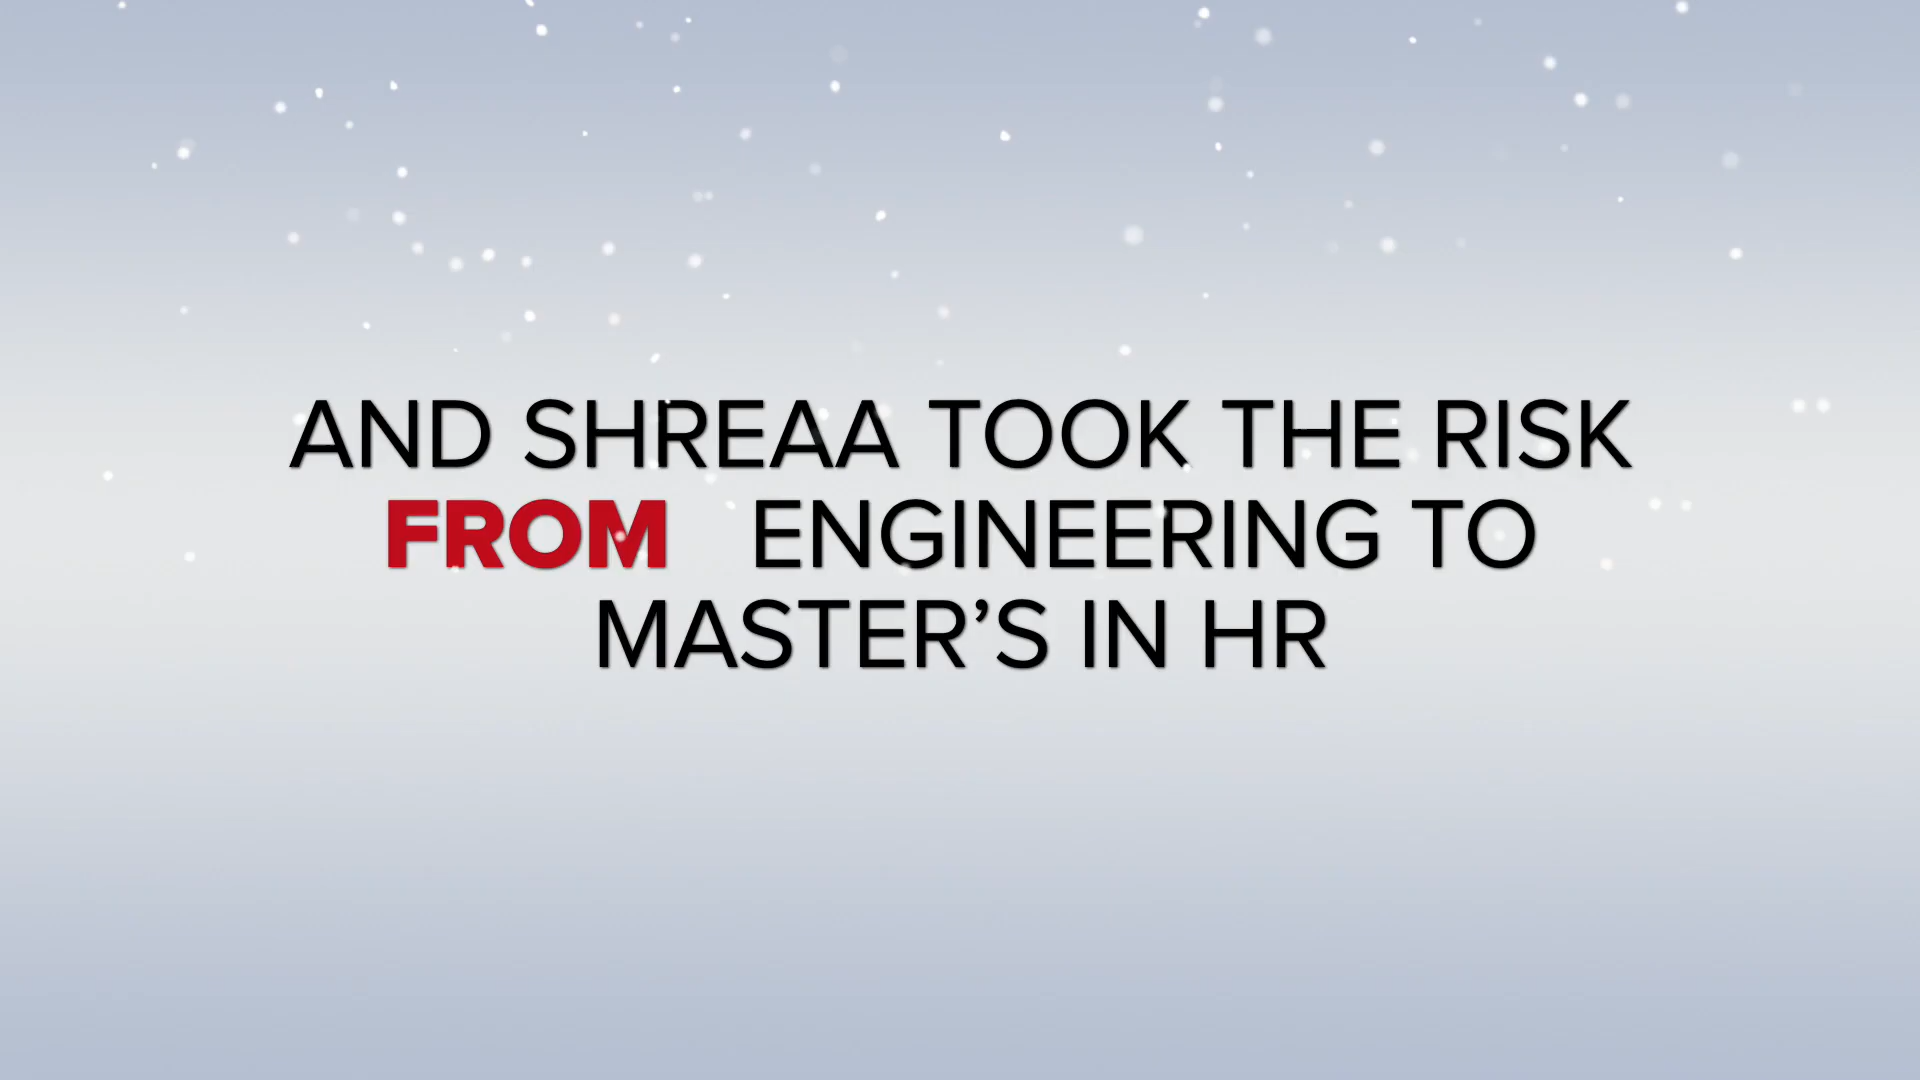 AND SHREAA TOOK THE RISK
FROM ENGINEERING TO
MASTER’S IN HR